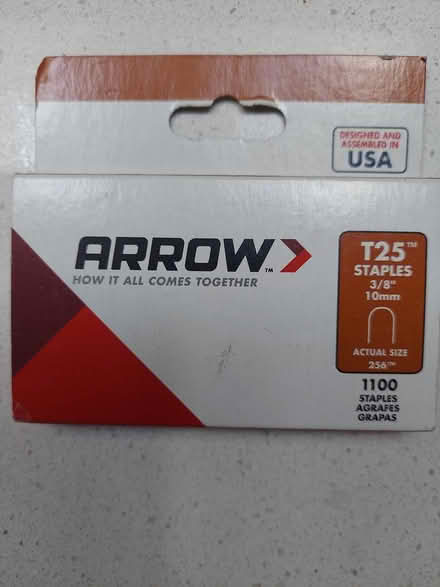 DESIGNED AND
ASSEMBLED IN
USA
ARROW™
HOW IT ALL COMES TOGETHER
T25™
STAPLES
3/8"
10mm
ACTUAL SIZE
256™
1100
STAPLES
AGRAFES
GRAPAS